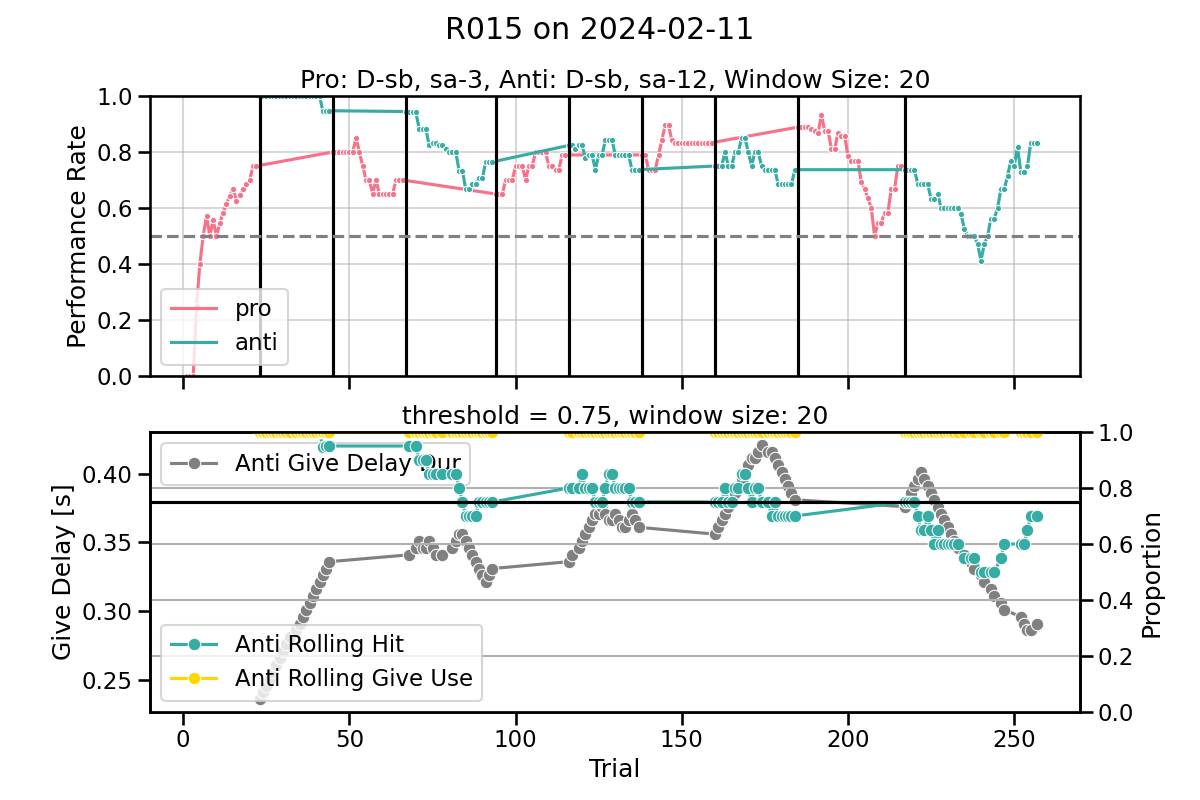 R015 on 2024-02-11
Pro: D-sb, sa-3, Anti: D-sb, sa-12, Window Size: 20
Performance Rate
1.0
0.8
0.6
0.4
0.2
0.0
pro
anti
threshold = 0.75, window size: 20
Give Delay [s]
0.40
0.35
0.30
0.25
Anti Give Delay Dur
Anti Rolling Hit
Anti Rolling Give Use
1.0
0.8
0.6
0.4
0.2
0.0
Proportion
0 50 100 150 200 250
Trial